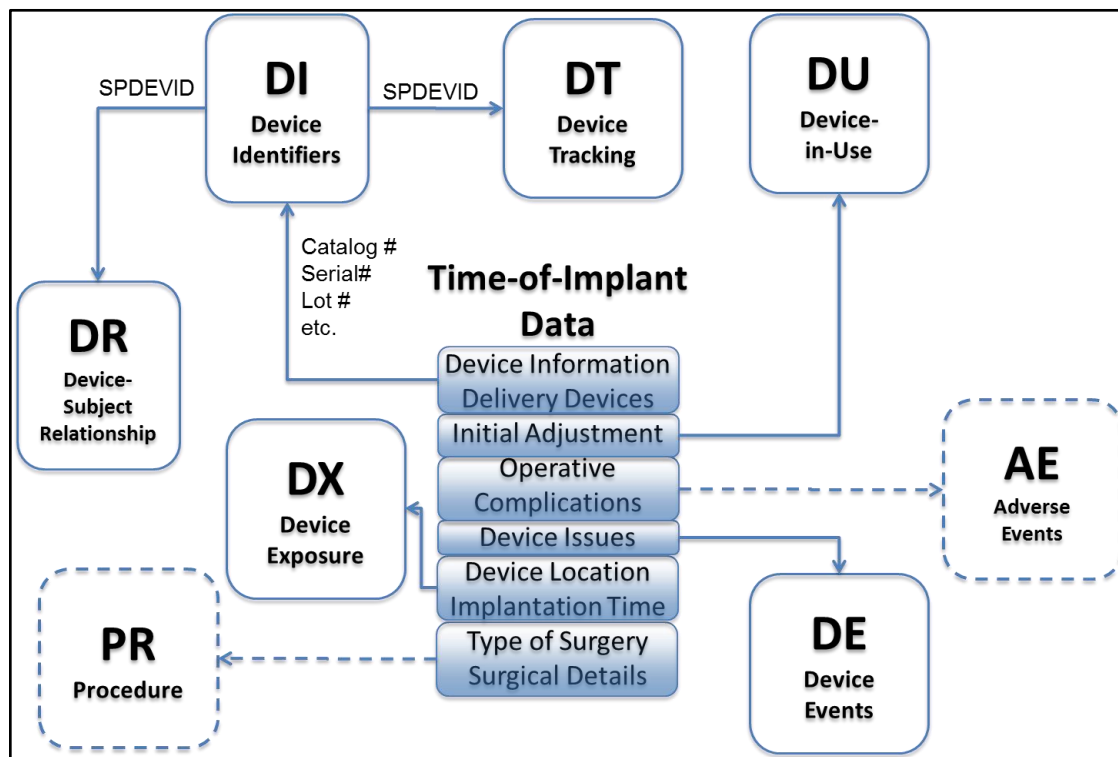 DI
Device
Identifiers
SPDEVID
SPDEVID
DT
Device
Tracking
DU
Device-
in-Use
Catalog #
Serial#
Lot #
etc.
DR
Device-
Subject
Relationship
Time-of-Implant
Data
Device Information
Delivery Devices
Initial Adjustment
Operative
Complications
Device Issues
Device Location
Implantation Time
Type of Surgery
Surgical Details
DX
Device
Exposure
AE
Adverse
Events
PR
Procedure
DE
Device
Events